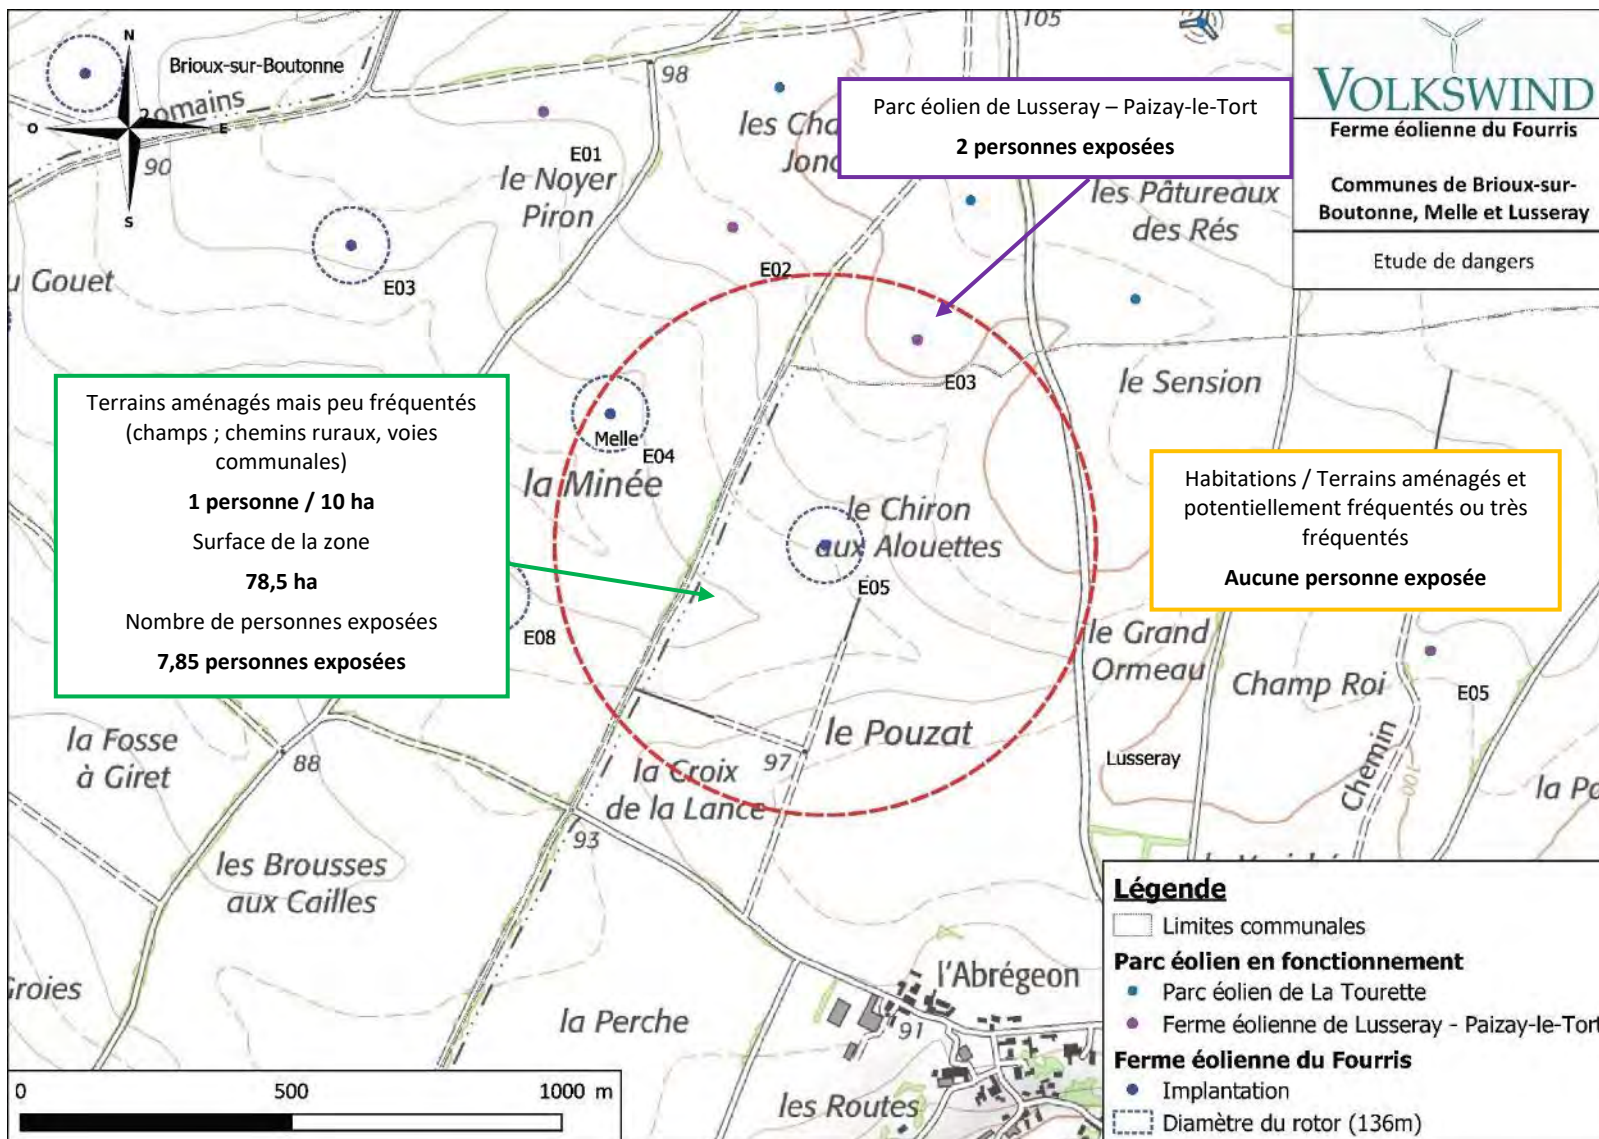 105
N
Brioux-sur-Boutonne
98
VOLKSWIND
Ferme éolienne du Fourris
Communes de Brioux-sur-
Boutonne, Melle et Lusseray
Etude de dangers
Parc éolien de Lusseray – Paizay-le-Tort
2 personnes exposées
omains
O
E
S
90
les Cha
Jonc
E01
le Noyer
Piron
les Pâtureaux
des Rés
u Gouet
E03
E02
E03
le Sension
Terrains aménagés mais peu fréquentés
(champs ; chemins ruraux, voies
communales)
1 personne / 10 ha
Surface de la zone
78,5 ha
Nombre de personnes exposées
7,85 personnes exposées
Melle
E04
la Minée
le Chiron
aux Alouettes
E05
Habitations / Terrains aménagés et
potentiellement fréquentés ou très
fréquentés
Aucune personne exposée
E08
le Grand
Ormeau
Champ Roi
E05
la Fosse
à Giret
88
le Pouzat
97
la Croix
de la Lance
Lusseray
Chemin
100
la Pa
93
les Brousses
aux Cailles
Groies
la Perche
l'Abrégeon
91
les Routes
Légende
Limites communales
Parc éolien en fonctionnement
Parc éolien de La Tourette
Ferme éolienne de Lusseray - Paizay-le-Tort
Ferme éolienne du Fourris
Implantation
Diamètre du rotor (136m)
0 500 1000 m